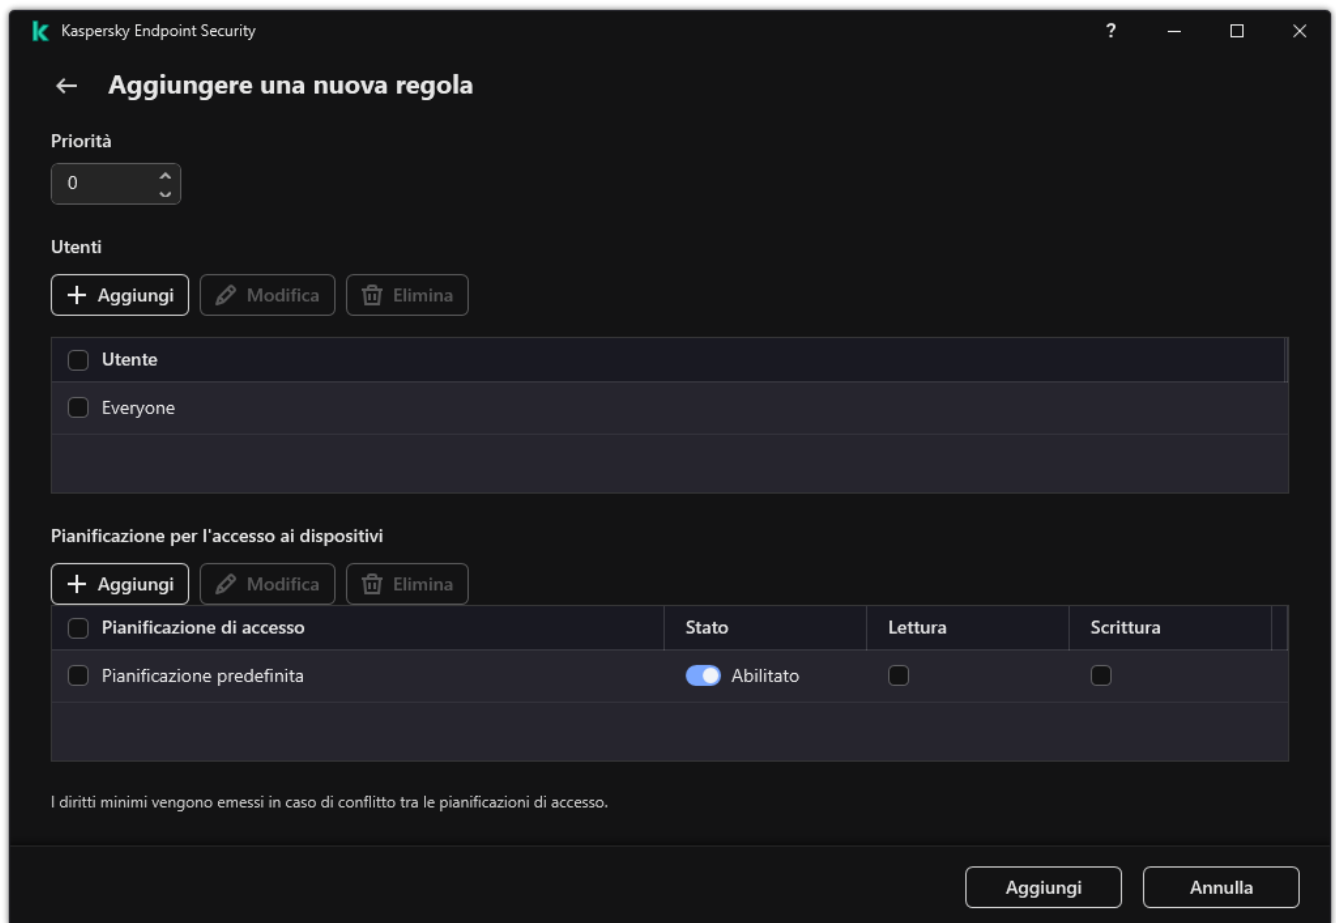 Kaspersky Endpoint Security ?
Aggiungere una nuova regola
Priorità
0
Utenti
Aggiungi Modifica Elimina
Utente
Everyone
Pianificazione per l'accesso ai dispositivi
Aggiungi Modifica Elimina
Pianificazione di accesso Stato Lettura Scrittura
Pianificazione predefinita Abilitato
I diritti minimi vengono emessi in caso di conflitto tra le pianificazioni di accesso.
Aggiungi Annulla